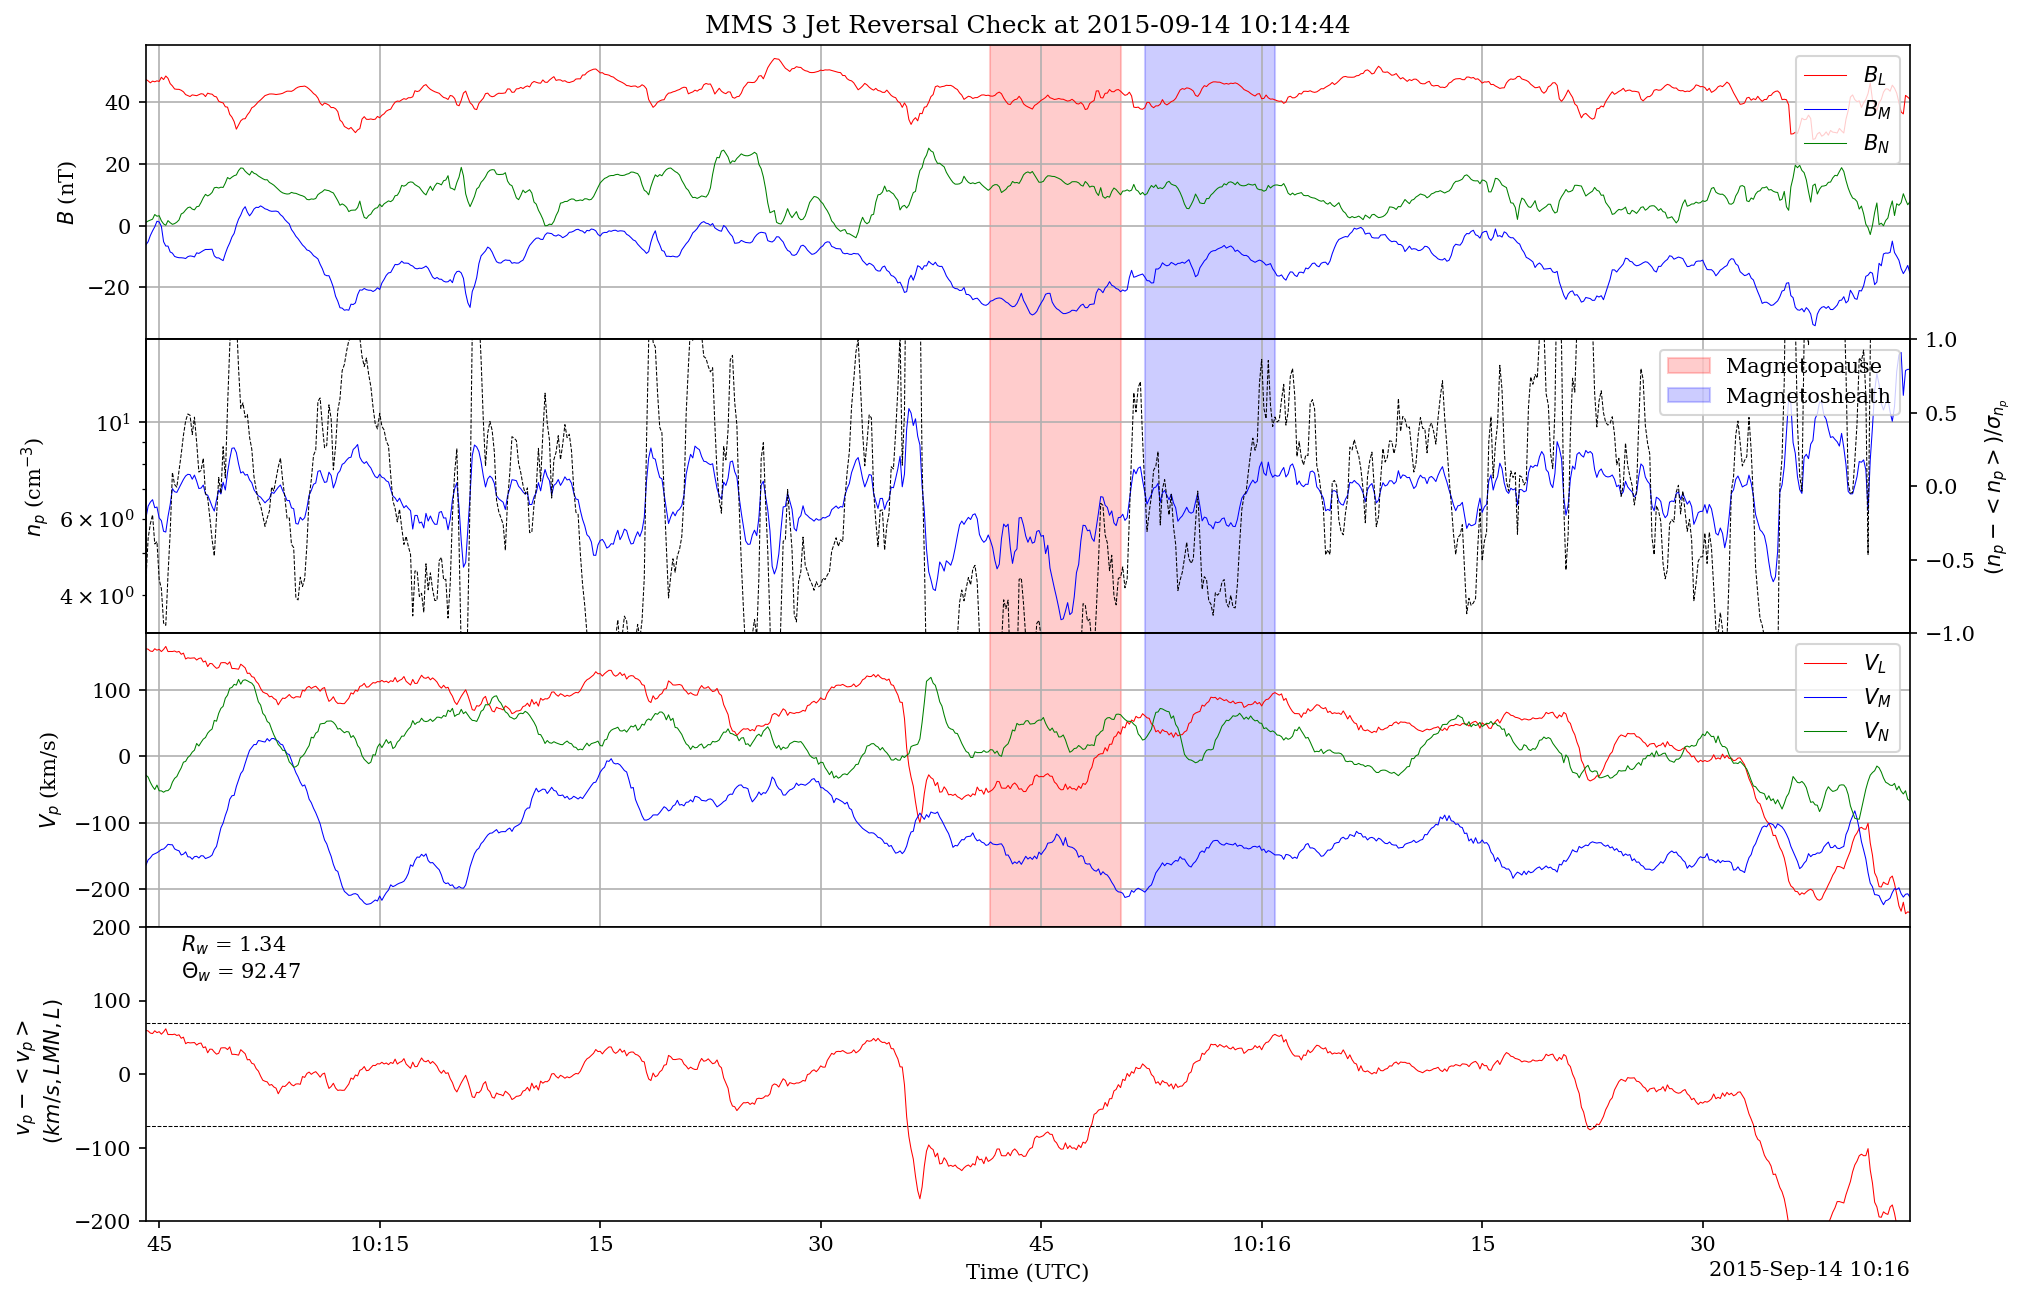 MMS 3 Jet Reversal Check at 2015-09-14 10:14:44
B (nT)
40
20
0
−20
B_L
B_M
B_N
n_p (cm^{−3})
10^1
6 × 10^0
4 × 10^0
Magnetopause
Magnetosheath
1.0
0.5
0.0
−0.5
−1.0
(n_p − < n_p >)/σ_{n_p}
V_p (km/s)
100
0
−100
−200
V_L
V_M
V_N
v_p − < v_p >
(km/s, LMN, L)
200
100
0
−100
−200
R_w = 1.34
Θ_w = 92.47
45
10:15
15
30
45
10:16
15
30
Time (UTC)
2015-Sep-14 10:16